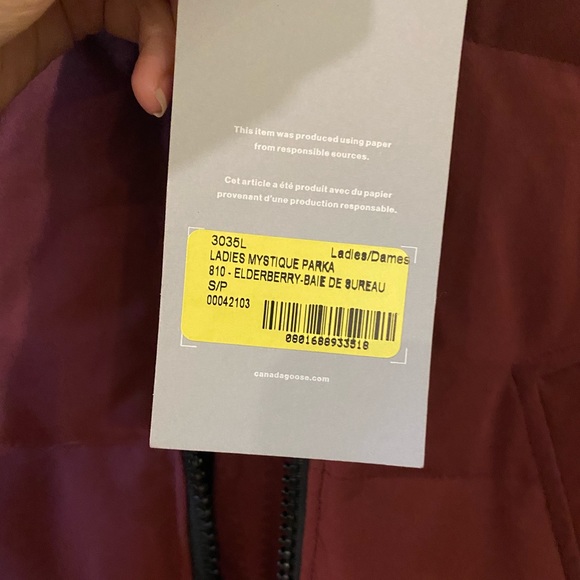 This item was produced using paper
from responsible sources.
Cet article a été produit avec du papier
provenant d'une production responsable.
3035L
Ladies/Dames
LADIES MYSTIQUE PARKA
810 - ELDERBERRY-BAIE DE SUREAU
S/P
00042103
0801688933518
canadagoose.com